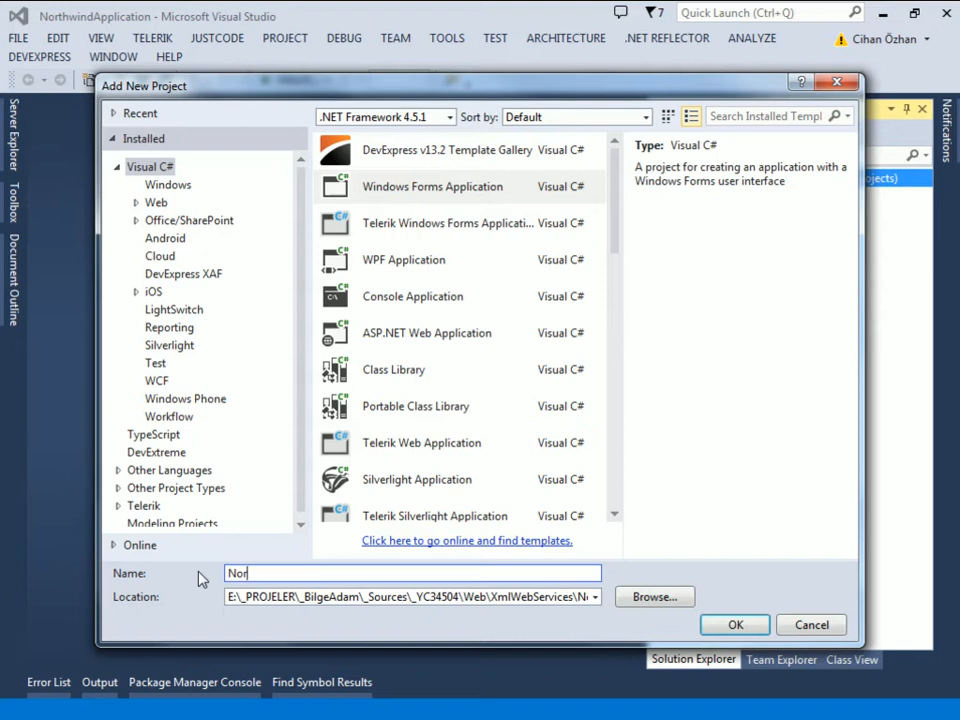 NorthwindApplication - Microsoft Visual Studio
7
Quick Launch (Ctrl+Q)
FILE EDIT VIEW TELERIK JUSTCODE PROJECT DEBUG TEAM TOOLS TEST ARCHITECTURE .NET REFLECTOR ANALYZE
Cihan Özhan
DEVEXPRESS WINDOW HELP
Server Explorer
Toolbox
Document Outline
Notifications
Add New Project
Recent
.NET Framework 4.5.1
Sort by: Default
Search Installed Templ
Installed
Visual C#
Windows
Web
Office/SharePoint
Android
Cloud
DevExpress XAF
iOS
LightSwitch
Reporting
Silverlight
Test
WCF
Windows Phone
Workflow
TypeScript
DevExtreme
Other Languages
Other Project Types
Telerik
Modeling Projects
Online
DevExpress v13.2 Template Gallery Visual C#
Windows Forms Application Visual C#
Telerik Windows Forms Applicati... Visual C#
WPF Application Visual C#
Console Application Visual C#
ASP.NET Web Application Visual C#
Class Library Visual C#
Portable Class Library Visual C#
Telerik Web Application Visual C#
Silverlight Application Visual C#
Telerik Silverlight Application Visual C#
Click here to go online and find templates.
Type: Visual C#
A project for creating an application with a
Windows Forms user interface
ojects)
Name: Nor
Location: E:\_PROJELER\_BilgeAdam\_Sources\_YC34504\Web\XmlWebServices\No
Browse...
OK Cancel
Solution Explorer Team Explorer Class View
Error List Output Package Manager Console Find Symbol Results